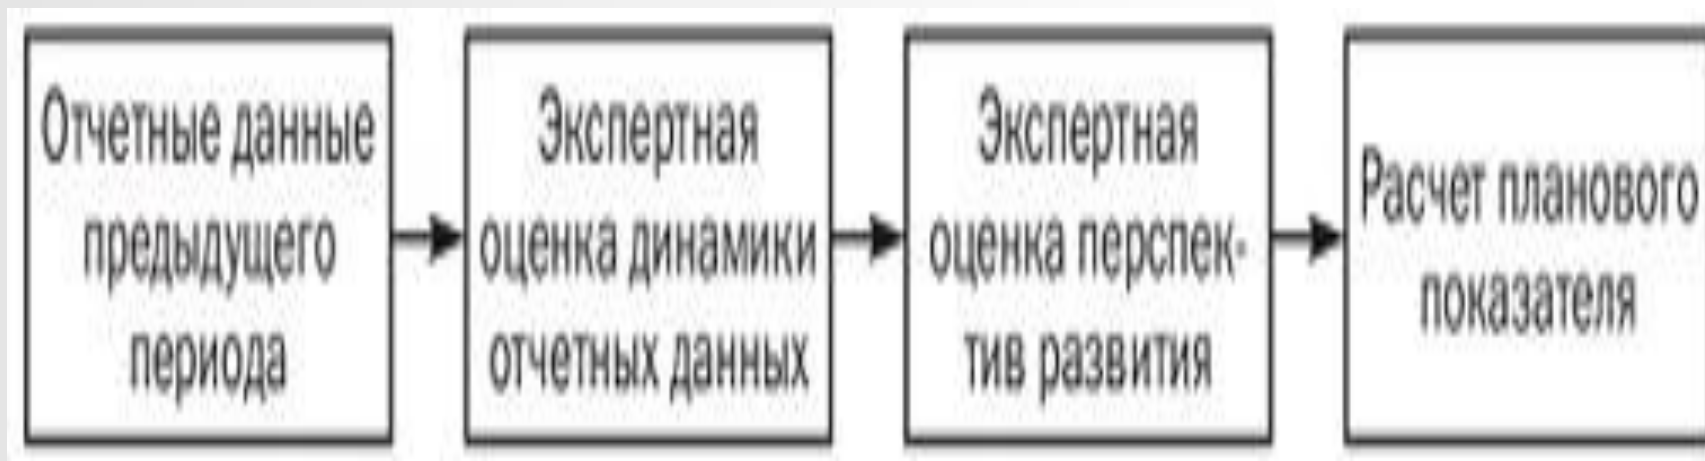 Отчетные данные
предыдущего
периода
Экспертная
оценка динамики
отчетных данных
Экспертная
оценка перспек-
тив развития
Расчет планового
показателя